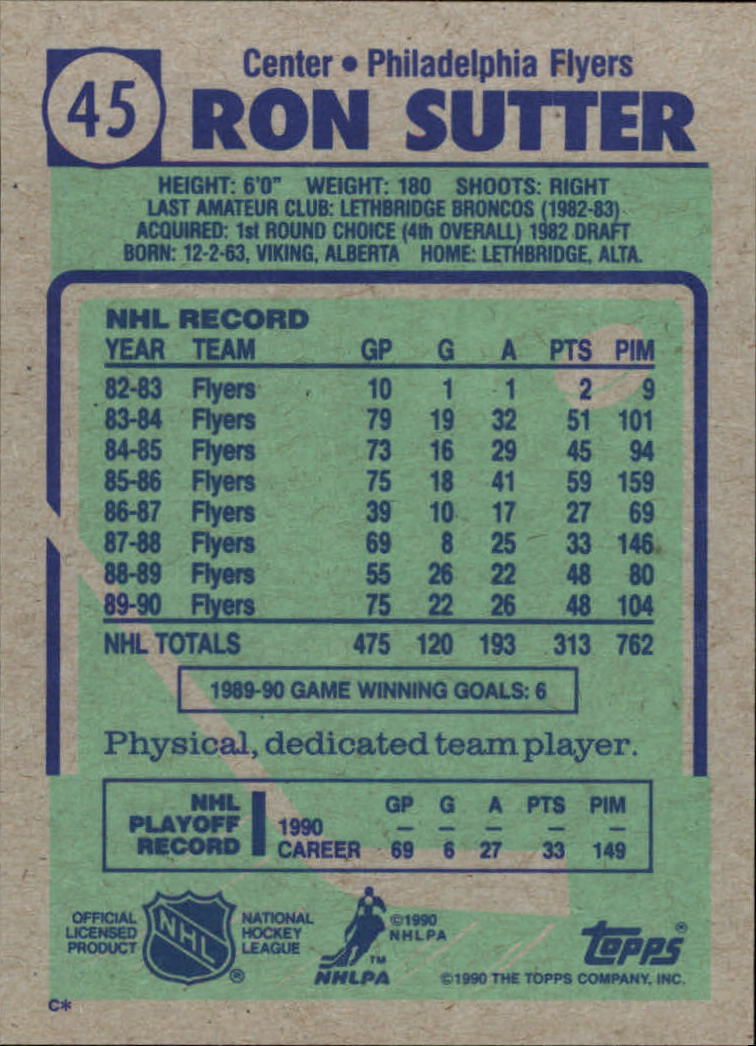 45
Center • Philadelphia Flyers
RON SUTTER
HEIGHT: 6'0" WEIGHT: 180 SHOOTS: RIGHT
LAST AMATEUR CLUB: LETHBRIDGE BRONCOS (1982-83)
ACQUIRED: 1st ROUND CHOICE (4th OVERALL) 1982 DRAFT
BORN: 12-2-63, VIKING, ALBERTA HOME: LETHBRIDGE, ALTA.
NHL RECORD
YEAR TEAM GP G A PTS PIM
82-83 Flyers 10 1 1 2 9
83-84 Flyers 79 19 32 51 101
84-85 Flyers 73 16 29 45 94
85-86 Flyers 75 18 41 59 159
86-87 Flyers 39 10 17 27 69
87-88 Flyers 69 8 25 33 146
88-89 Flyers 55 26 22 48 80
89-90 Flyers 75 22 26 48 104
NHL TOTALS 475 120 193 313 762
1989-90 GAME WINNING GOALS: 6
Physical, dedicated team player.
NHL PLAYOFF RECORD
GP G A PTS PIM
1990 – – – – –
CAREER 69 6 27 33 149
OFFICIAL
LICENSED
PRODUCT
NHL
®
NATIONAL
HOCKEY
LEAGUE
TM
NHLPA
©1990
NHLPA
topps®
©1990 THE TOPPS COMPANY, INC.
C*